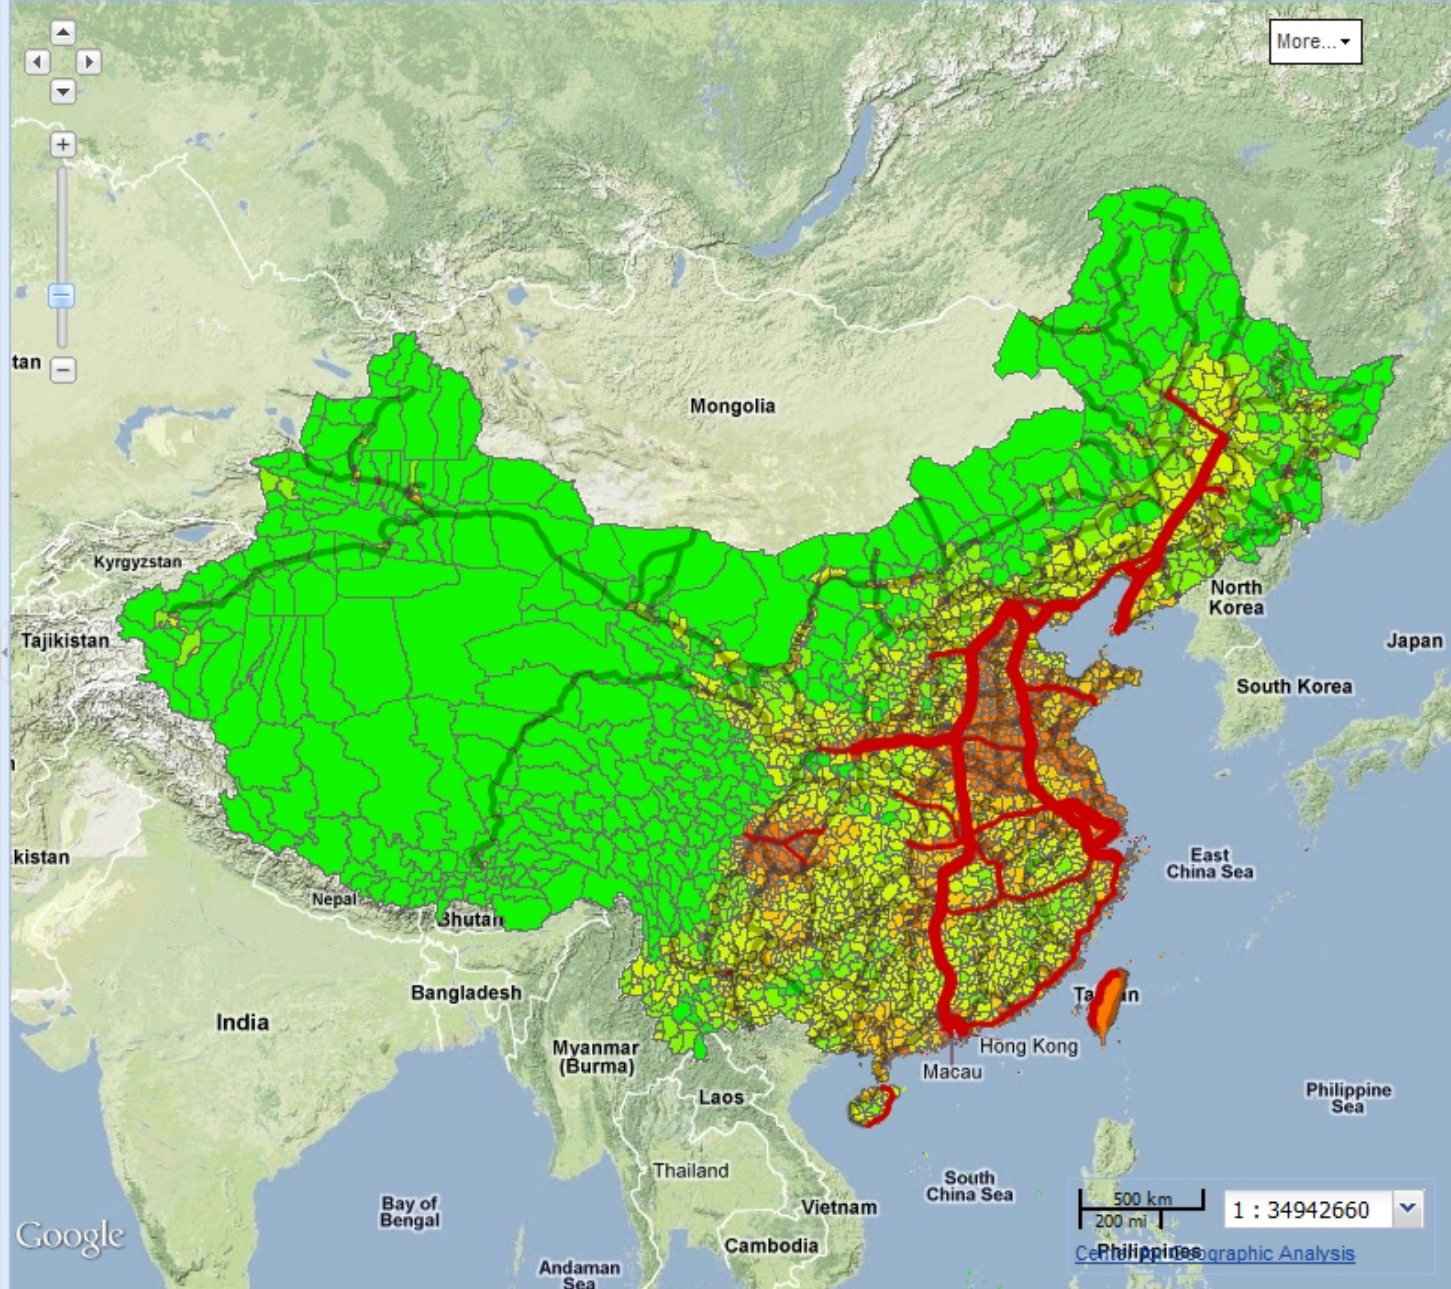 More...
tan
Mongolia
Kyrgyzstan
Tajikistan
North
Korea
Japan
South Korea
kistan
East
China Sea
Nepal
Bhutan
Bangladesh
India
Myanmar
(Burma)
Hong Kong
Macau
Laos
Philippine
Sea
Thailand
South
China Sea
Bay of
Bengal
Vietnam
500 km
200 mi
1 : 34942660
Google
Cambodia
Philippines
Geographic Analysis
Andaman
Sea